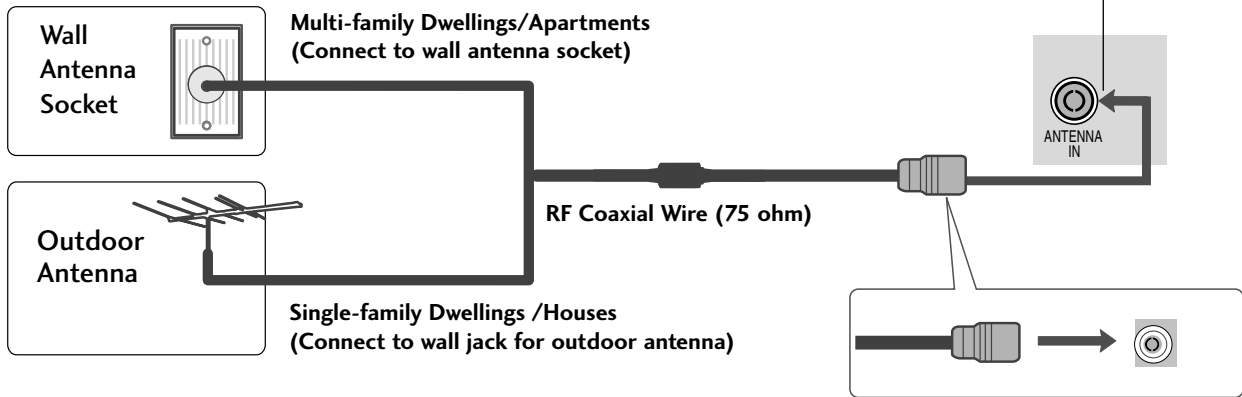 Wall
Antenna
Socket
Multi-family Dwellings/Apartments
(Connect to wall antenna socket)
ANTENNA
IN
RF Coaxial Wire (75 ohm)
Outdoor
Antenna
Single-family Dwellings /Houses
(Connect to wall jack for outdoor antenna)